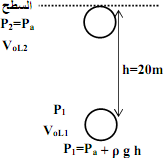 السطح
P₂=Pₐ
VoL2
h=20m
P₁
VoL1
P₁=Pₐ + ρ g h